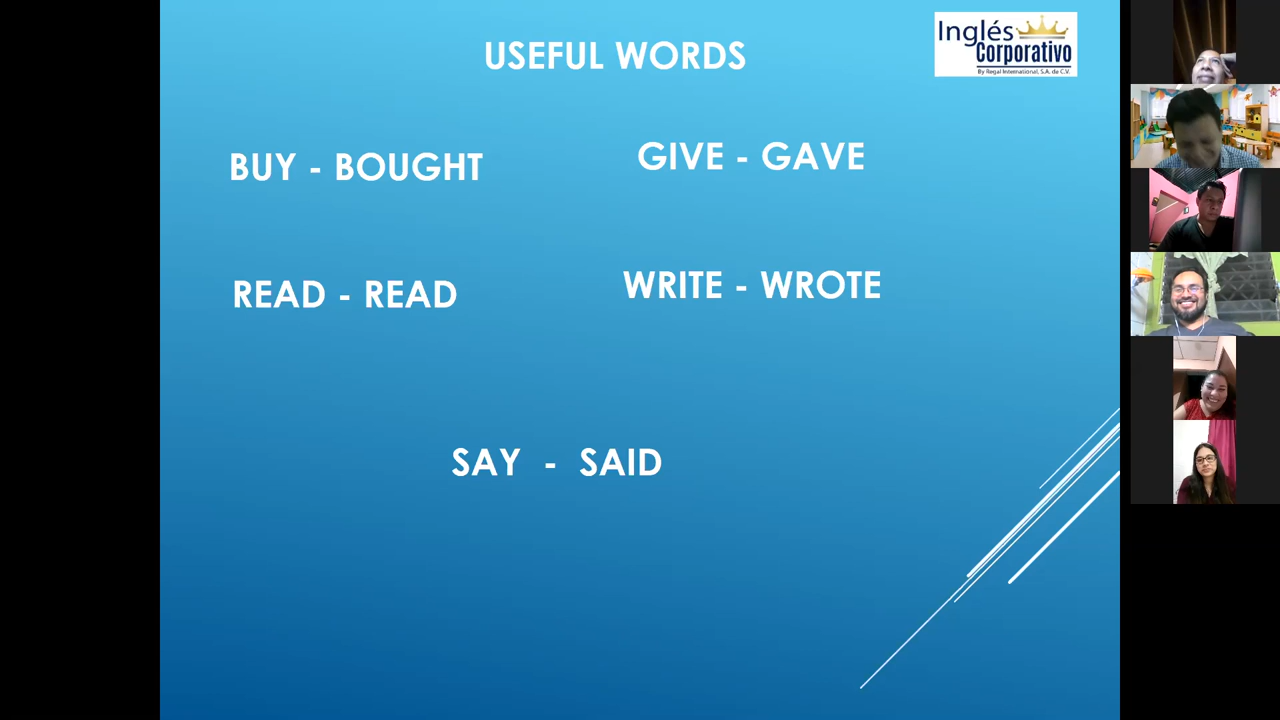 USEFUL WORDS
Inglés
Corporativo
By Regal International, S.A. de C.V.
BUY - BOUGHT
GIVE - GAVE
READ - READ
WRITE - WROTE
SAY - SAID